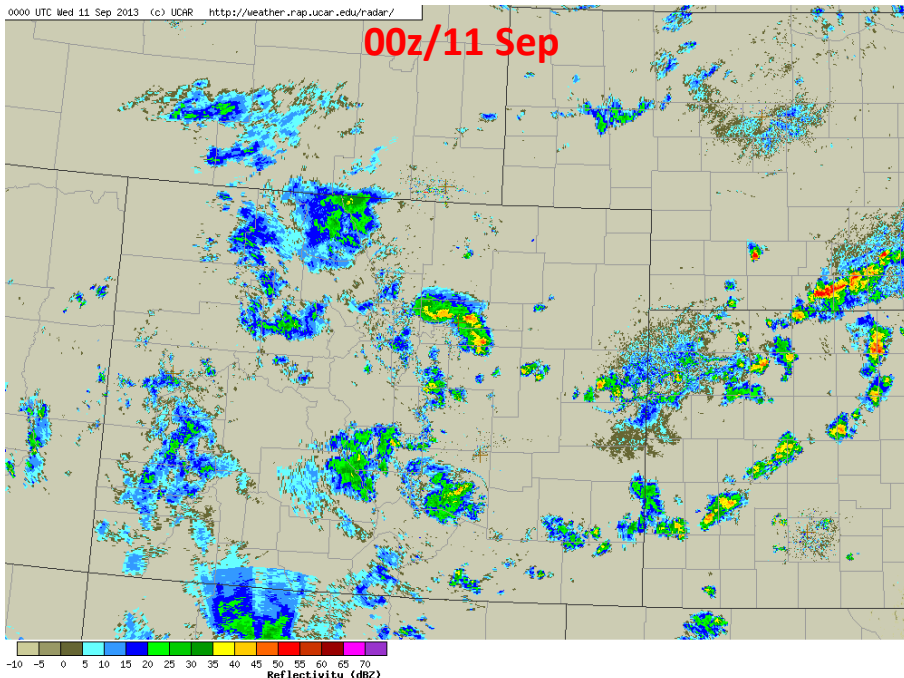 0000 UTC Wed 11 Sep 2013 (c) UCAR http://weather.rap.ucar.edu/radar/
00z/11 Sep
-10 -5 0 5 10 15 20 25 30 35 40 45 50 55 60 65 70
Reflectivity (dBZ)